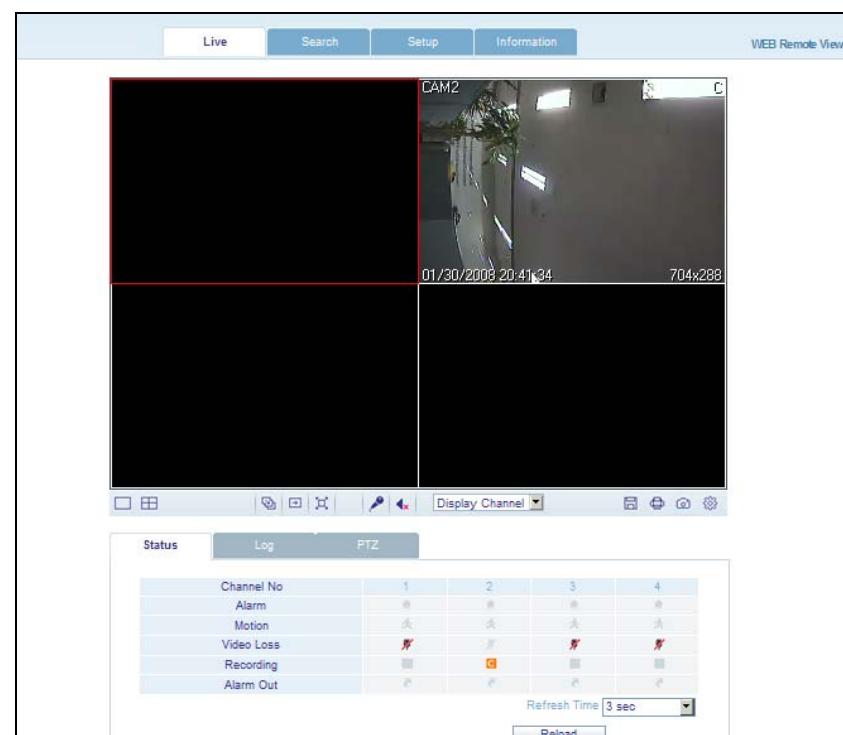 Live Search Setup Information WEB Remote View
CAM2 C
01/30/2008 20:41:34 704x288
Display Channel
Status Log PTZ
Channel No 1 2 3 4
Alarm
Motion
Video Loss
Recording C
Alarm Out
Refresh Time 3 sec
Reload